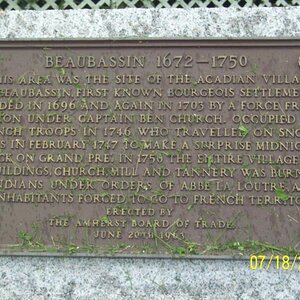 BEAUBASSIN 1672-1750
HIS AREA WAS THE SITE OF THE ACADIAN VILLA
BEAUBASSIN, FIRST KNOWN BOURGEOIS SETTLEME
DED IN 1696 AND AGAIN IN 1703 BY A FORCE FR
TON UNDER CAPTAIN BEN CHURCH. OCCUPIED
NCH TROOPS IN 1746, WHO TRAVELLED ON SNO
S IN FEBRUARY 1747 TO MAKE A SURPRISE MIDNIG
CK ON GRAND PRE. IN 1750 THE ENTIRE VILLAGE
UILDINGS, CHURCH, MILL AND TANNERY WAS BUR
NDIANS UNDER ORDERS OF ABBE LA LOUTRE, A
NHABITANTS FORCED TO GO TO FRENCH TERRITO
ERECTED BY
THE AMHERST BOARD OF TRADE
JUNE 20TH
07/18/